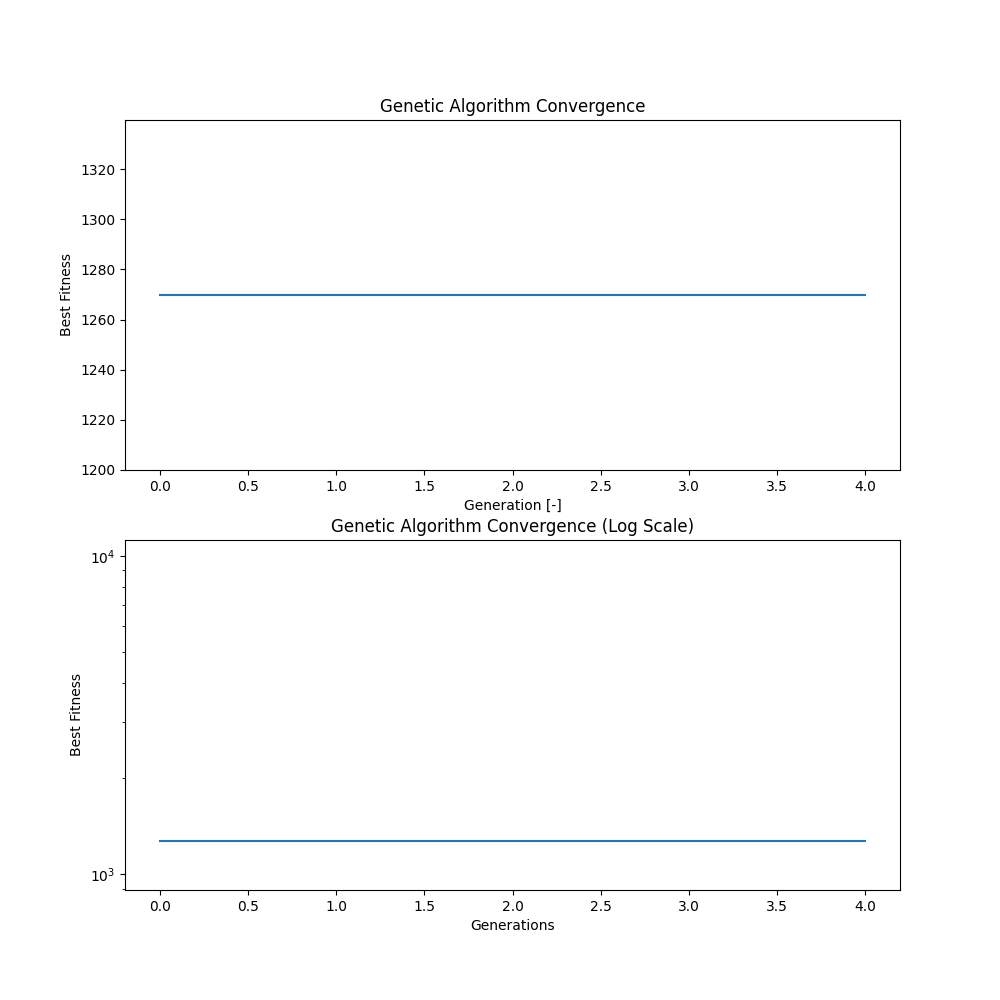 Genetic Algorithm Convergence
1320
1300
1280
1260
1240
1220
1200
Best Fitness
0.0 0.5 1.0 1.5 2.0 2.5 3.0 3.5 4.0
Generation [-]
Genetic Algorithm Convergence (Log Scale)
10⁴
10³
Best Fitness
0.0 0.5 1.0 1.5 2.0 2.5 3.0 3.5 4.0
Generations